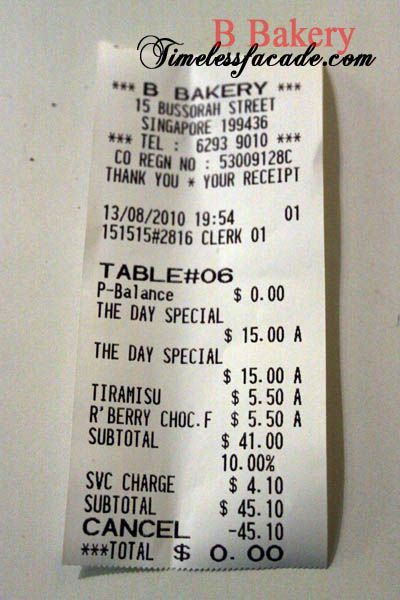 B Bakery
Timelessfacade.com
*** B BAKERY ***
15 BUSSORAH STREET
SINGAPORE 199436
*** TEL : 6293 9010 ***
CO REGN NO : 53009128C
THANK YOU * YOUR RECEIPT
13/08/2010 19:54 01
151515#2816 CLERK 01
TABLE#06
P-Balance $ 0.00
THE DAY SPECIAL
$ 15.00 A
THE DAY SPECIAL
$ 15.00 A
TIRAMISU $ 5.50 A
R'BERRY CHOC.F $ 5.50 A
SUBTOTAL $ 41.00
10.00%
SVC CHARGE $ 4.10
SUBTOTAL $ 45.10
CANCEL -45.10
***TOTAL $ 0.00